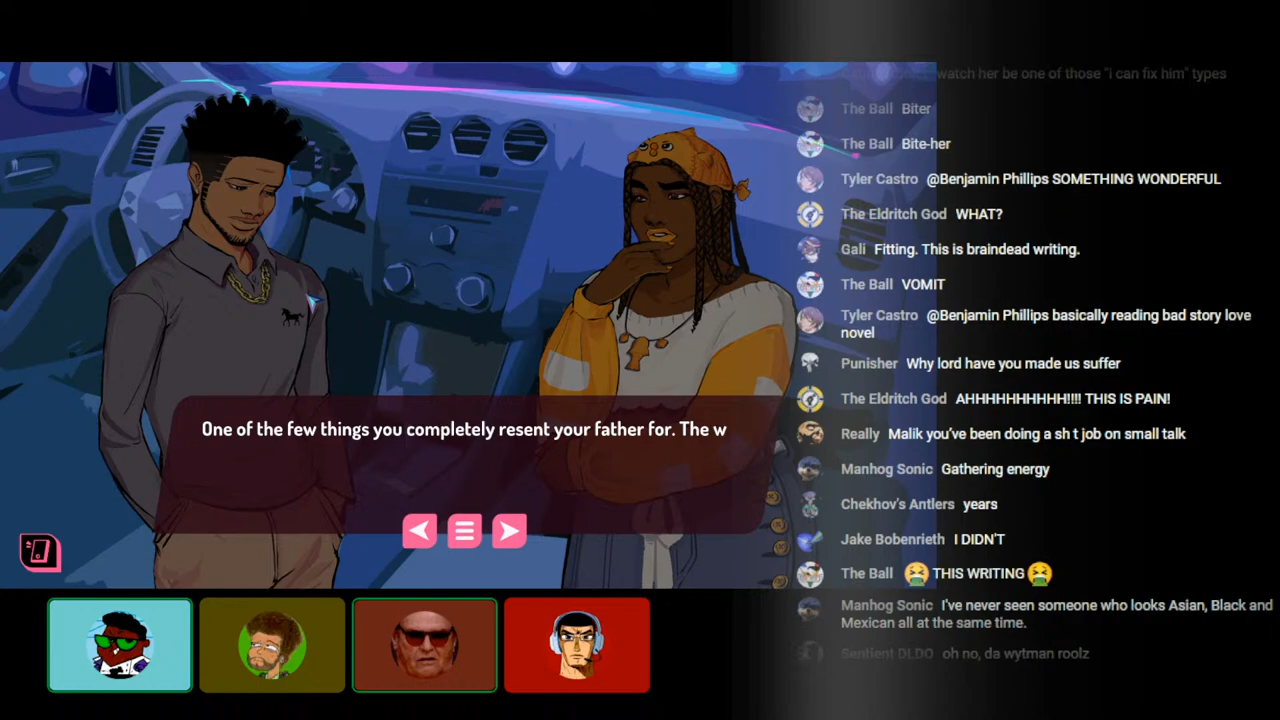 watch her be one of those "i can fix him" types
The Ball Biter
The Ball Bite-her
Tyler Castro @Benjamin Phillips SOMETHING WONDERFUL
The Eldritch God WHAT?
Gali Fitting. This is braindead writing.
The Ball VOMIT
Tyler Castro @Benjamin Phillips basically reading bad story love
novel
Punisher Why lord have you made us suffer
The Eldritch God AHHHHHHHHHH!!!! THIS IS PAIN!
Really Malik you've been doing a sh t job on small talk
Manhog Sonic Gathering energy
Chekhov's Antlers years
Jake Bobenrieth I DIDN'T
The Ball 🤮 THIS WRITING 🤮
Manhog Sonic I've never seen someone who looks Asian, Black and
Mexican all at the same time.
Sentient DLDO oh no, da wytman roolz
One of the few things you completely resent your father for. The w